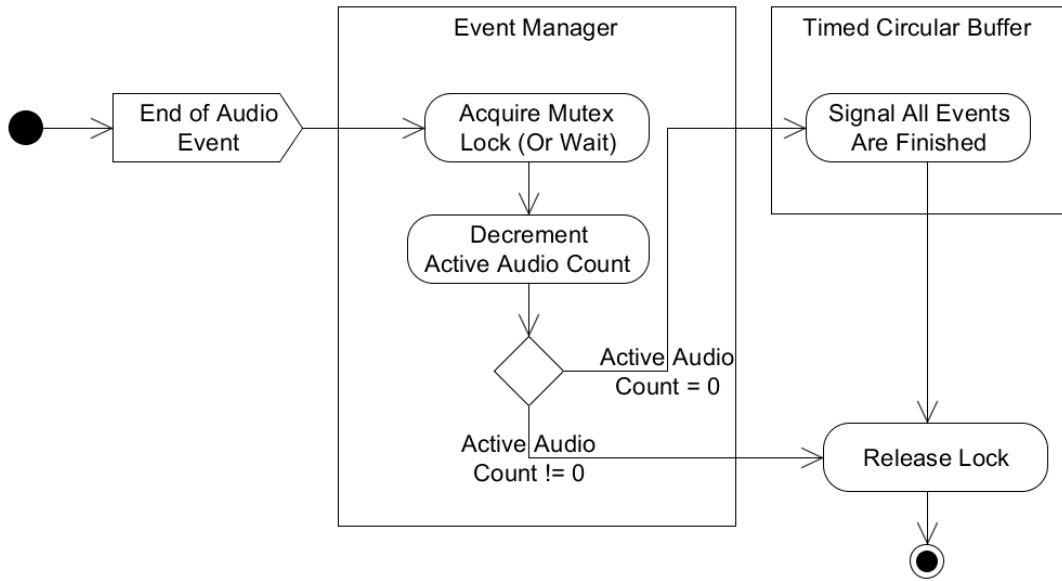 Event Manager
Timed Circular Buffer
End of Audio
Event
Acquire Mutex
Lock (Or Wait)
Signal All Events
Are Finished
Decrement
Active Audio Count
Active Audio
Count = 0
Active Audio
Count != 0
Release Lock